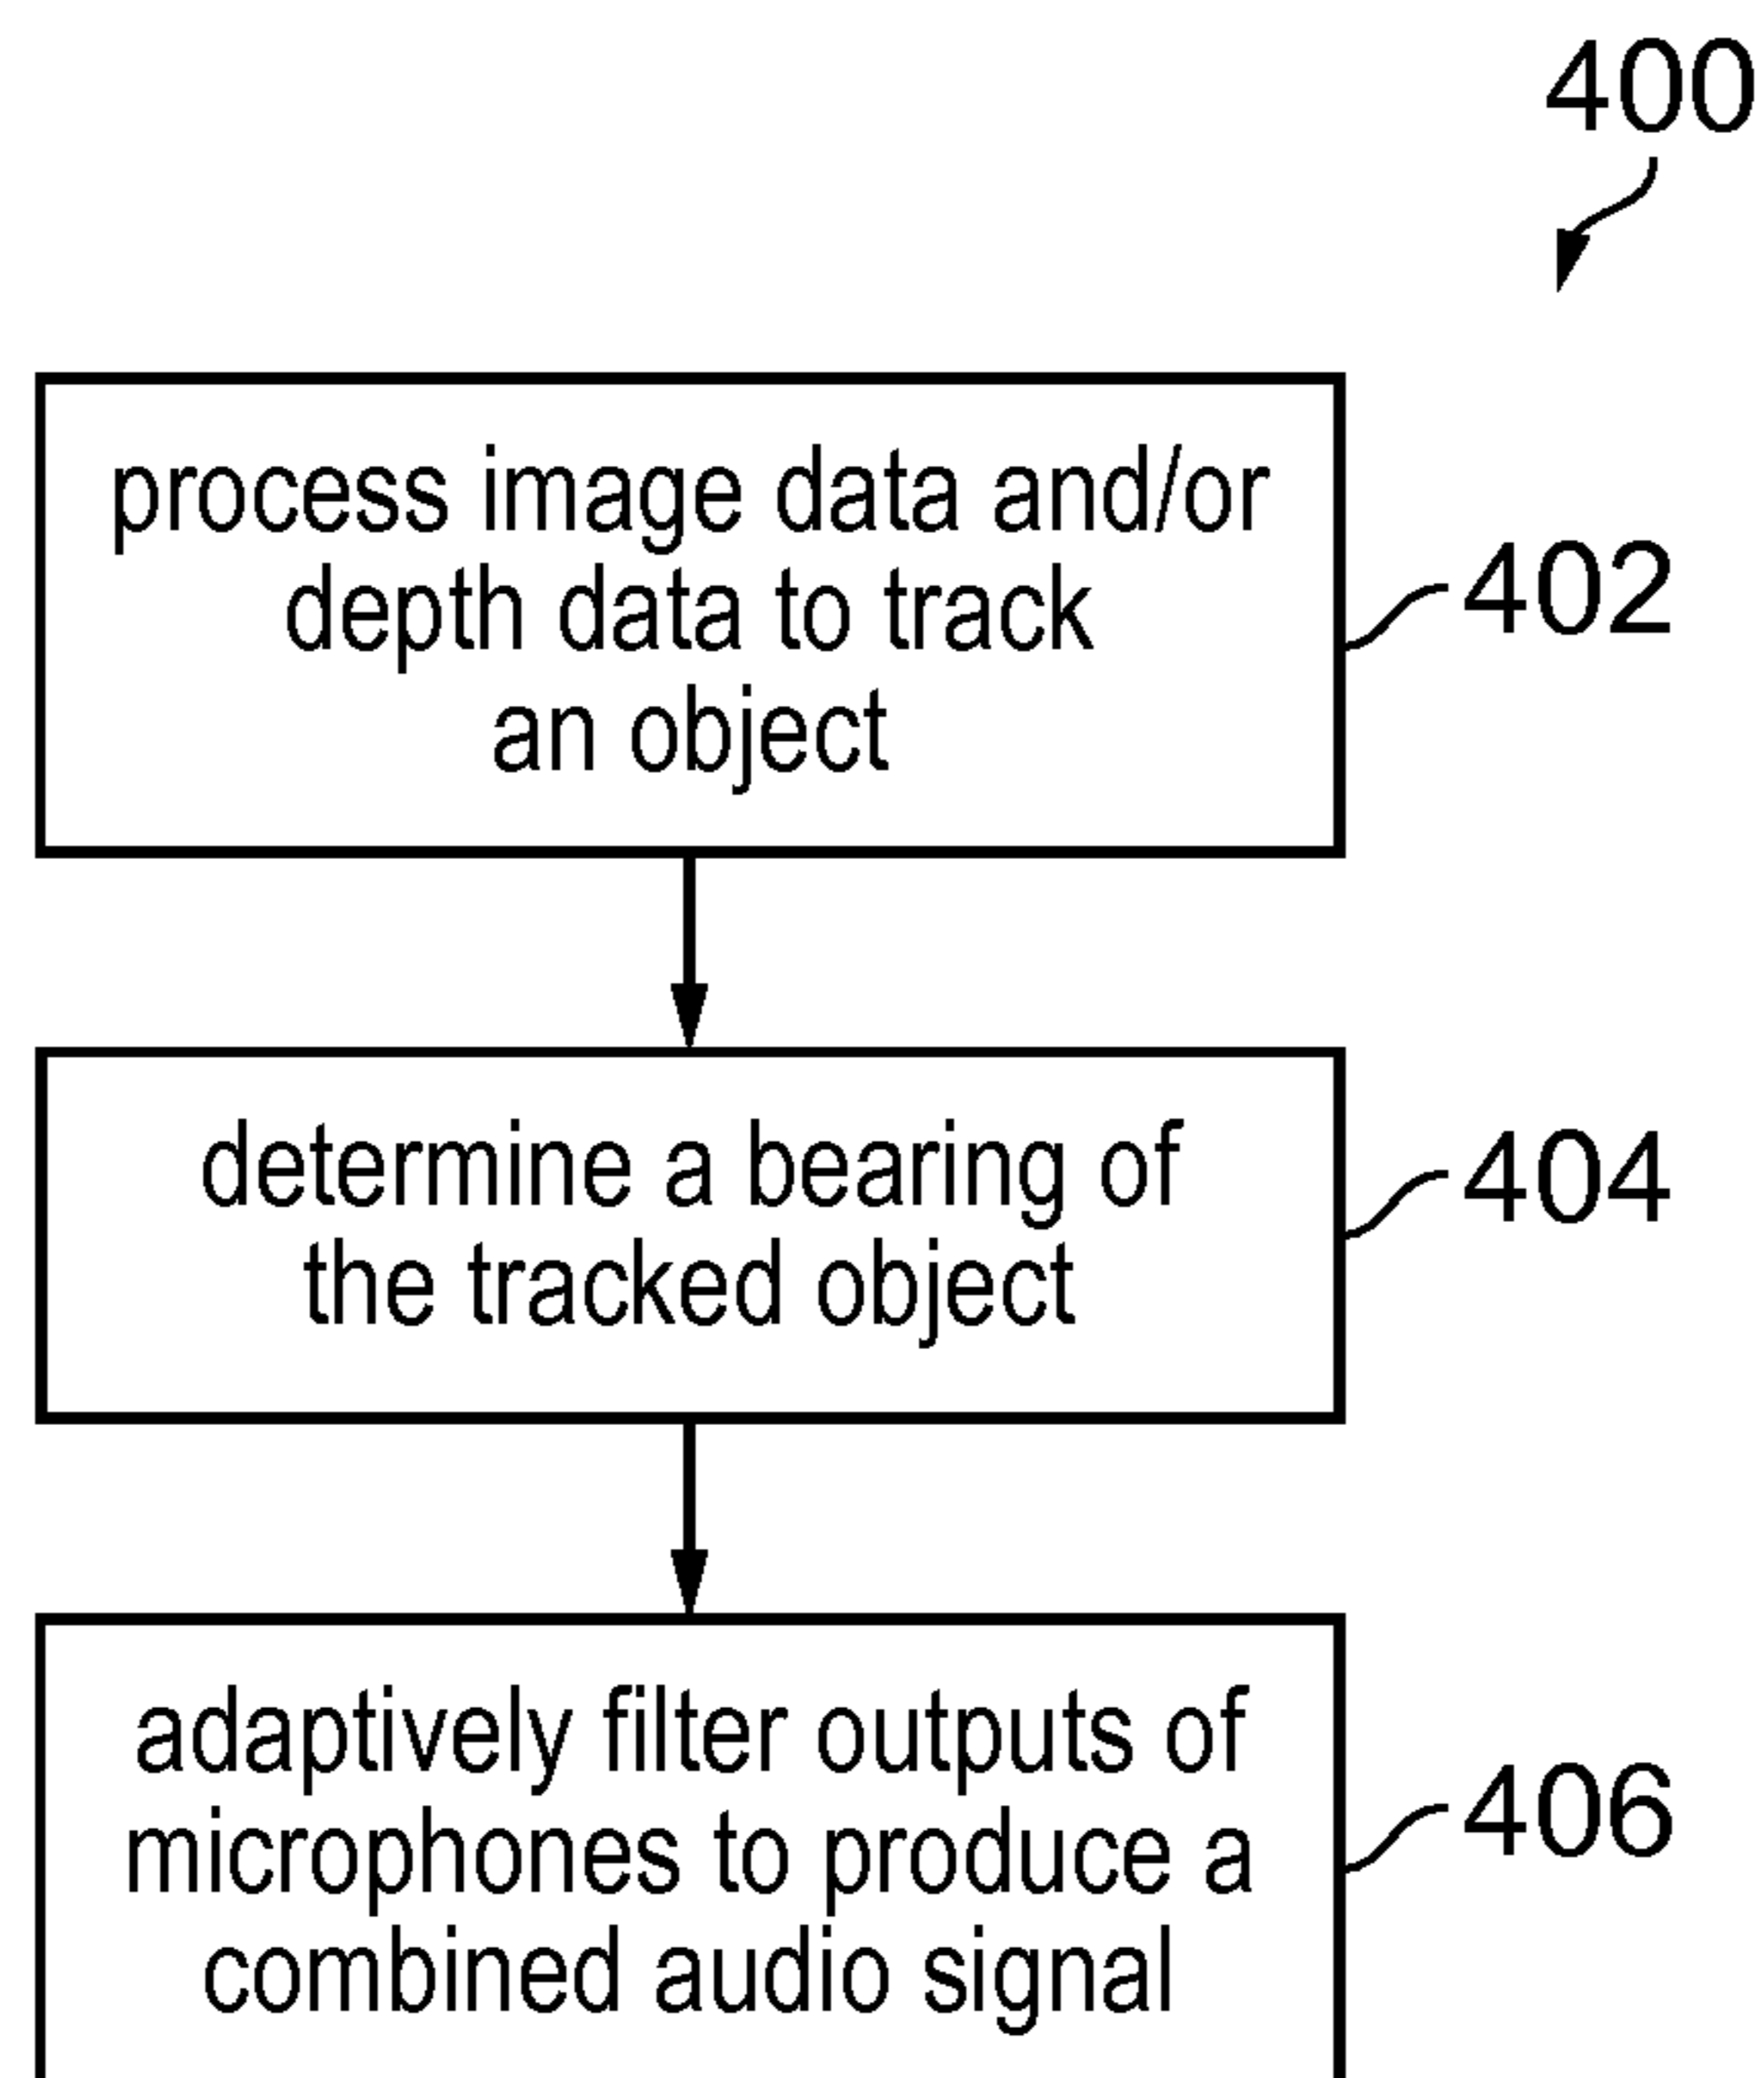 400
process image data and/or
depth data to track
an object
402
determine a bearing of
the tracked object
404
adaptively filter outputs of
microphones to produce a
combined audio signal
406